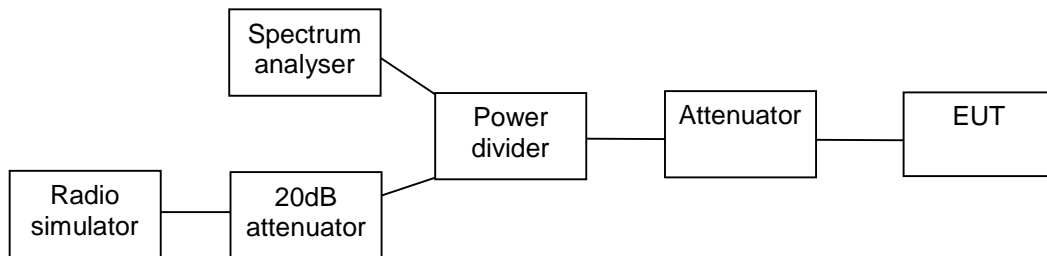 Spectrum
analyser
Power
divider
Attenuator
EUT
Radio
simulator
20dB
attenuator